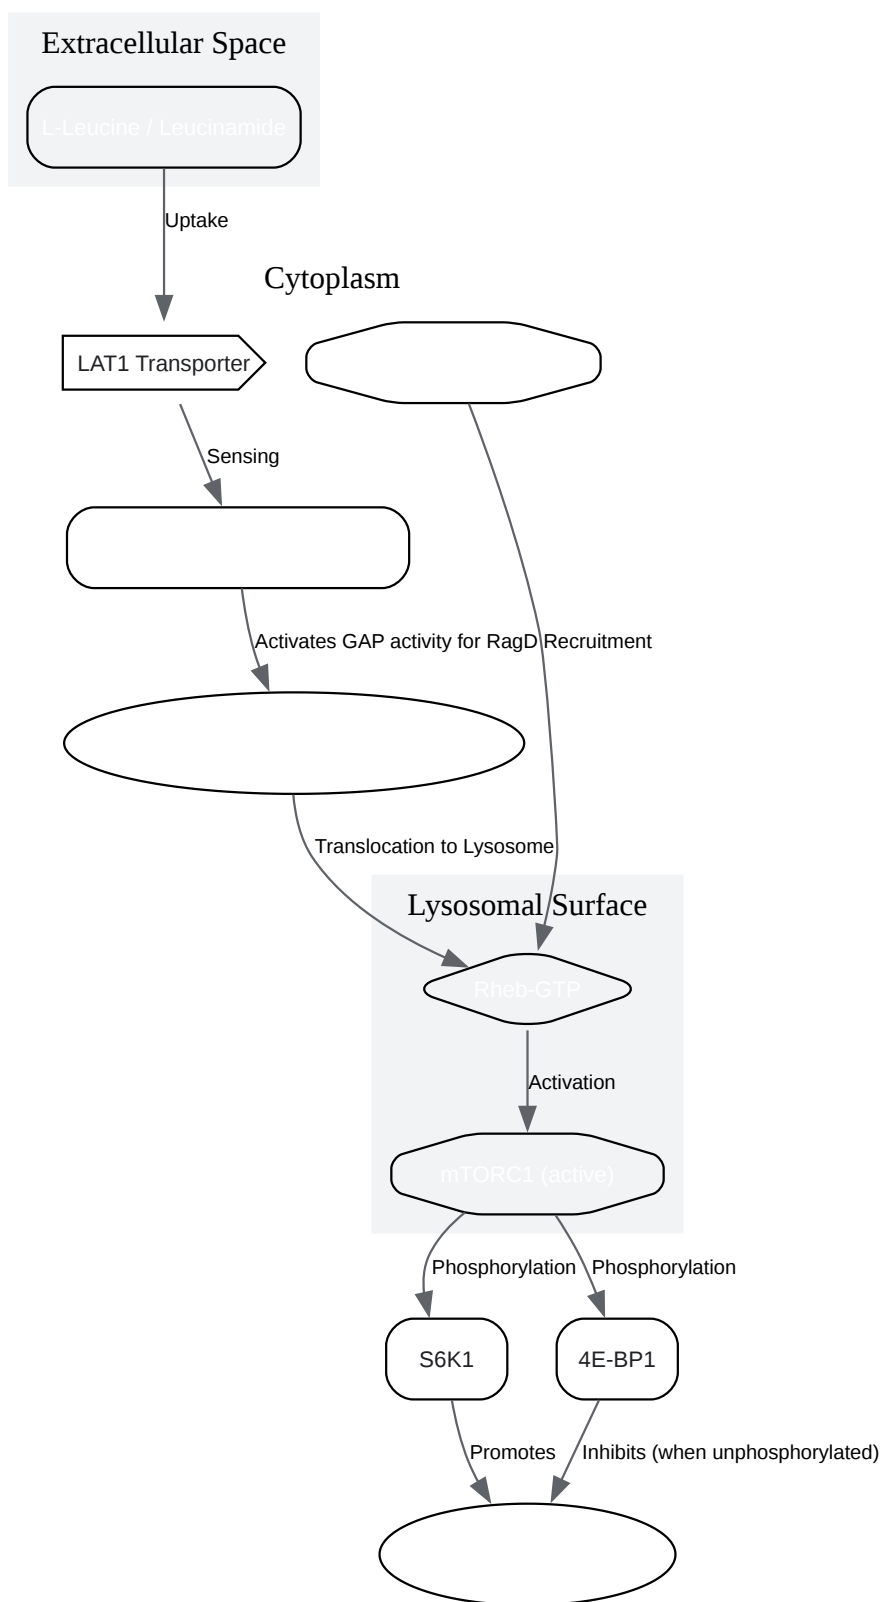 Extracellular Space
L-Leucine / Leucinamide
Uptake
Cytoplasm
LAT1 Transporter
Sensing
Activates GAP activity for RagD
Recruitment
Translocation to Lysosome
Lysosomal Surface
Rheb-GTP
Activation
mTORC1 (active)
Phosphorylation
Phosphorylation
S6K1
4E-BP1
Promotes
Inhibits (when unphosphorylated)